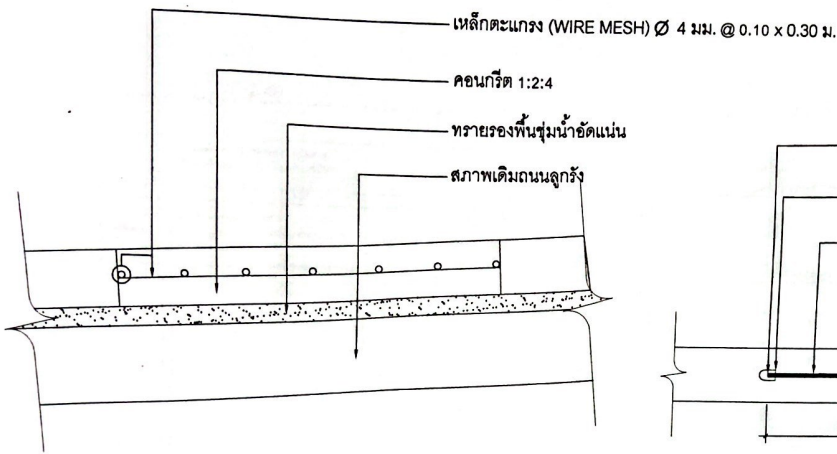 เหล็กตะแกรง (WIRE MESH) Ø 4 มม. @ 0.10 x 0.30 ม.
คอนกรีต 1:2:4
ทรายรองพื้นชุ่มน้ำอัดแน่น
สภาพเดิมถนนลูกรัง